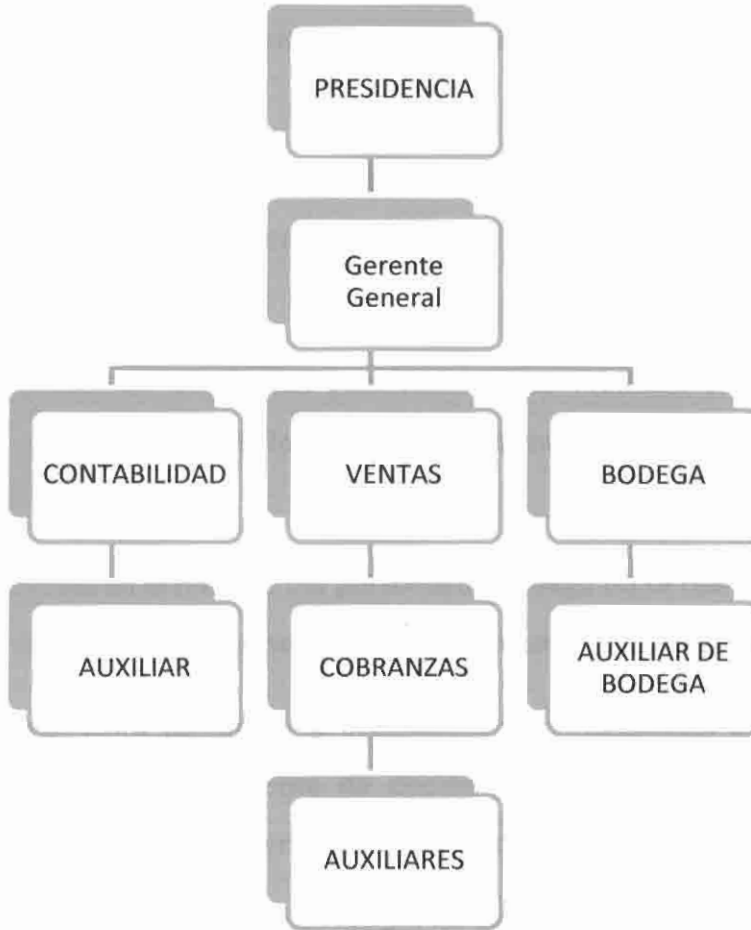 PRESIDENCIA
Gerente
General
CONTABILIDAD
VENTAS
BODEGA
AUXILIAR
COBRANZAS
AUXILIAR DE
BODEGA
AUXILIARES